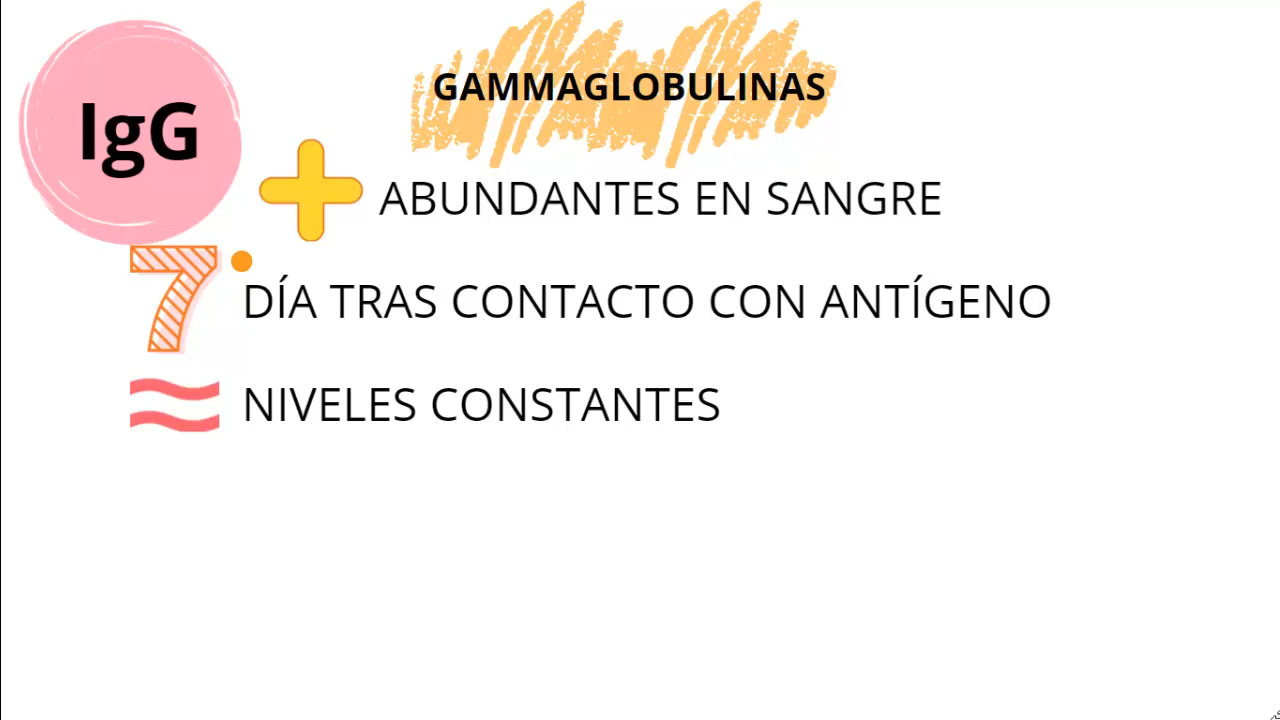 IgG
GAMMAGLOBULINAS
+ ABUNDANTES EN SANGRE
7. DÍA TRAS CONTACTO CON ANTÍGENO
≈ NIVELES CONSTANTES